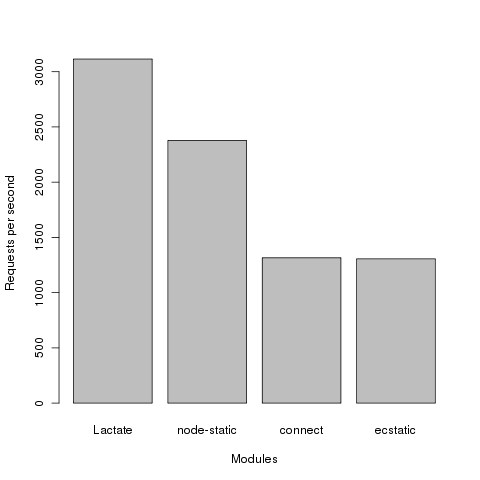 Requests per second
3000
2500
2000
1500
1000
500
0
Lactate node-static connect ecstatic
Modules